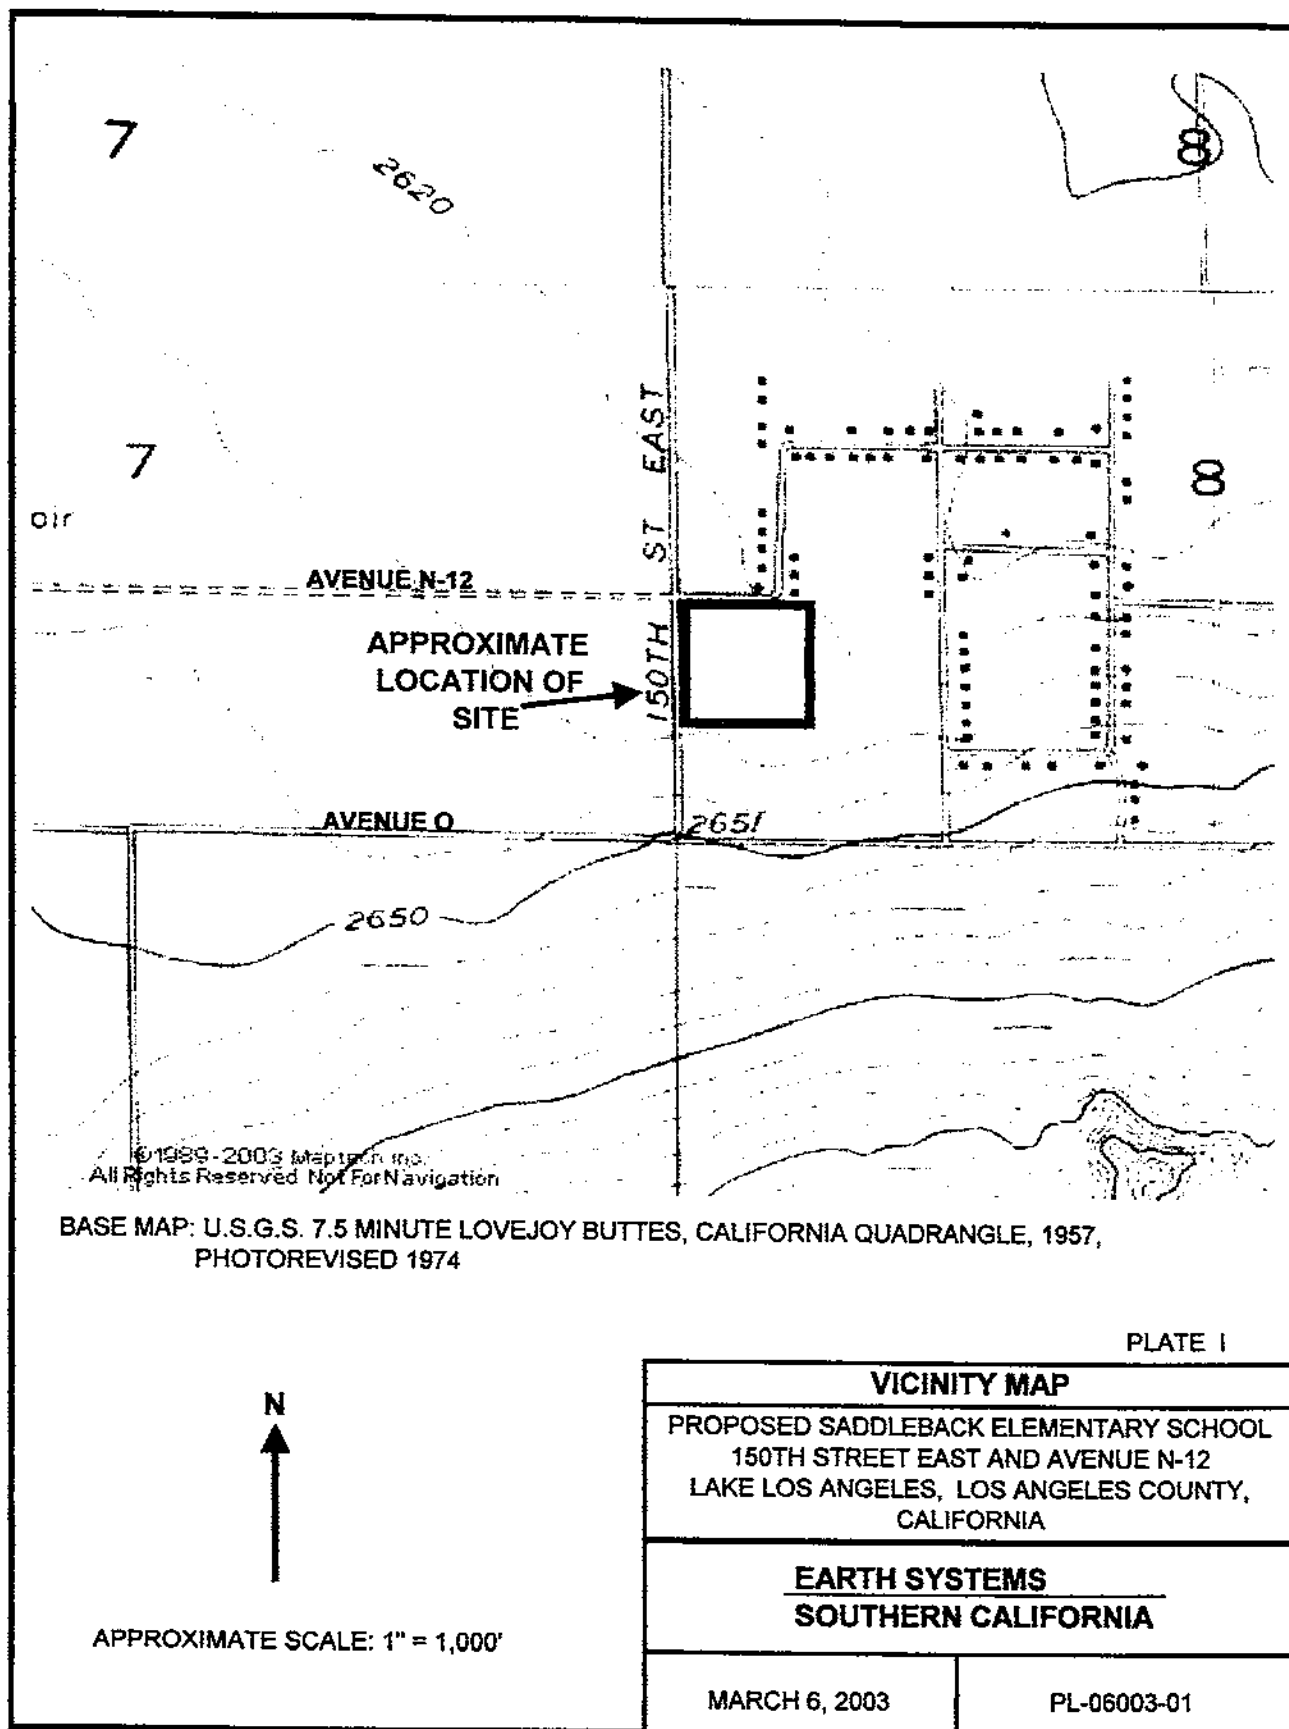 7
2620
8
7
8
oir
150TH ST EAST
AVENUE N-12
APPROXIMATE
LOCATION OF
SITE
AVENUE O
2651
2650
©1989-2003 Maptech Inc.
All Rights Reserved Not For Navigation
BASE MAP: U.S.G.S. 7.5 MINUTE LOVEJOY BUTTES, CALIFORNIA QUADRANGLE, 1957,
PHOTOREVISED 1974
PLATE I
N
APPROXIMATE SCALE: 1" = 1,000'
VICINITY MAP
PROPOSED SADDLEBACK ELEMENTARY SCHOOL
150TH STREET EAST AND AVENUE N-12
LAKE LOS ANGELES, LOS ANGELES COUNTY,
CALIFORNIA
EARTH SYSTEMS
SOUTHERN CALIFORNIA
MARCH 6, 2003
PL-06003-01